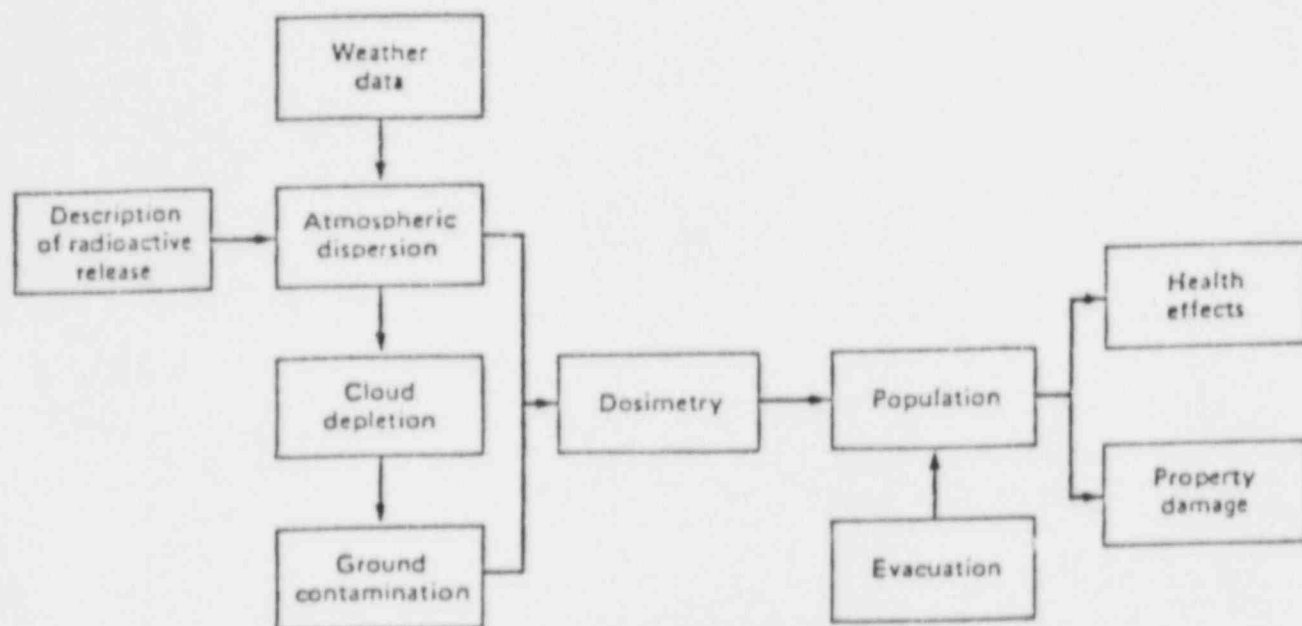 Weather
data
Description
of radioactive
release
Atmospheric
dispersion
Cloud
depletion
Ground
contamination
Dosimetry
Population
Evacuation
Health
effects
Property
damage